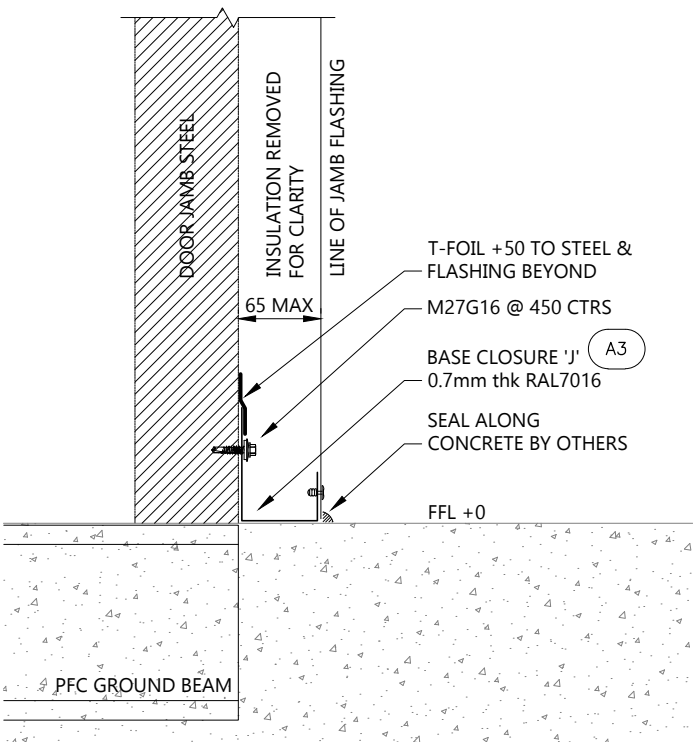 DOOR JAMB STEEL
INSULATION REMOVED
FOR CLARITY
LINE OF JAMB FLASHING
T-FOIL +50 TO STEEL &
FLASHING BEYOND
65 MAX
M27G16 @ 450 CTRS
BASE CLOSURE 'J'
A3
0.7mm thk RAL7016
SEAL ALONG
CONCRETE BY OTHERS
FFL +0
PFC GROUND BEAM